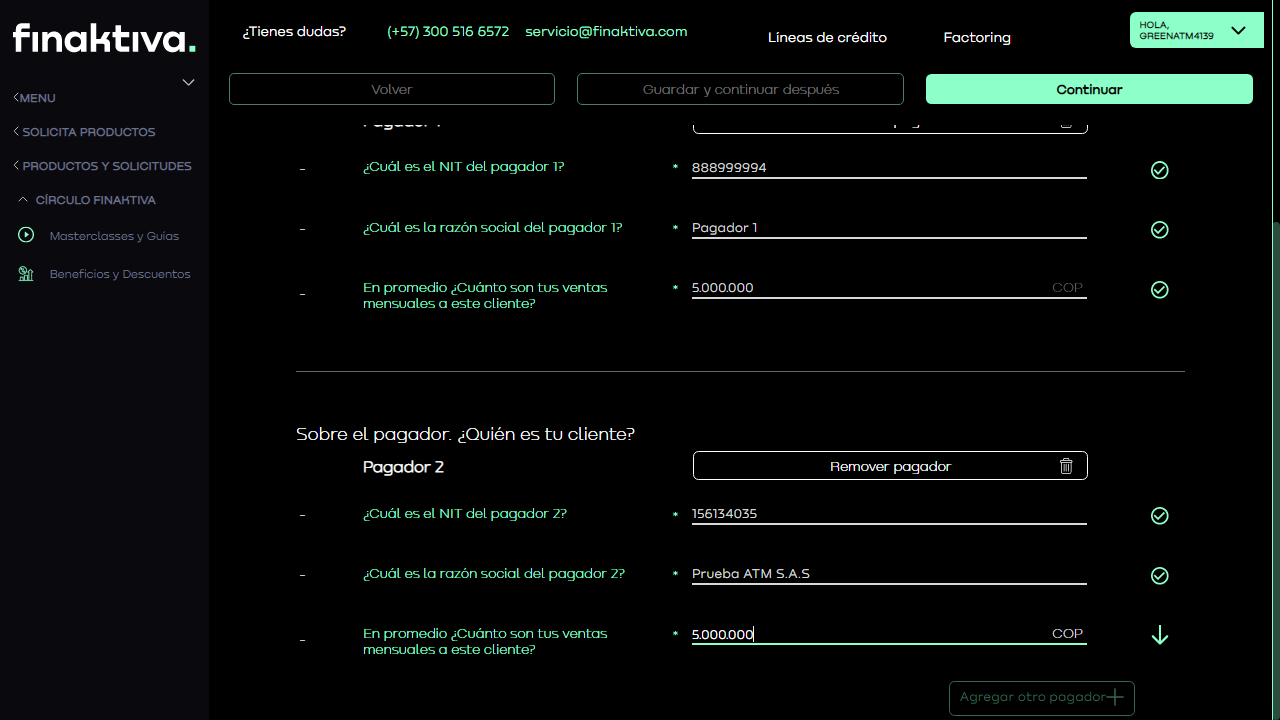 finaktiva.
¿Tienes dudas?
(+57) 300 516 6572
servicio@finaktiva.com
Líneas de crédito
Factoring
HOLA,
GREENATM4139
Volver
Guardar y continuar después
Continuar
MENU
SOLICITA PRODUCTOS
PRODUCTOS Y SOLICITUDES
CÍRCULO FINAKTIVA
Masterclasses y Guías
Beneficios y Descuentos
- ¿Cuál es el NIT del pagador 1? * 888999994
- ¿Cuál es la razón social del pagador 1? * Pagador 1
- En promedio ¿Cuánto son tus ventas * 5.000.000 COP
mensuales a este cliente?
Sobre el pagador. ¿Quién es tu cliente?
Pagador 2
Remover pagador
- ¿Cuál es el NIT del pagador 2? * 156134035
- ¿Cuál es la razón social del pagador 2? * Prueba ATM S.A.S
- En promedio ¿Cuánto son tus ventas * 5.000.000 COP
mensuales a este cliente?
Agregar otro pagador